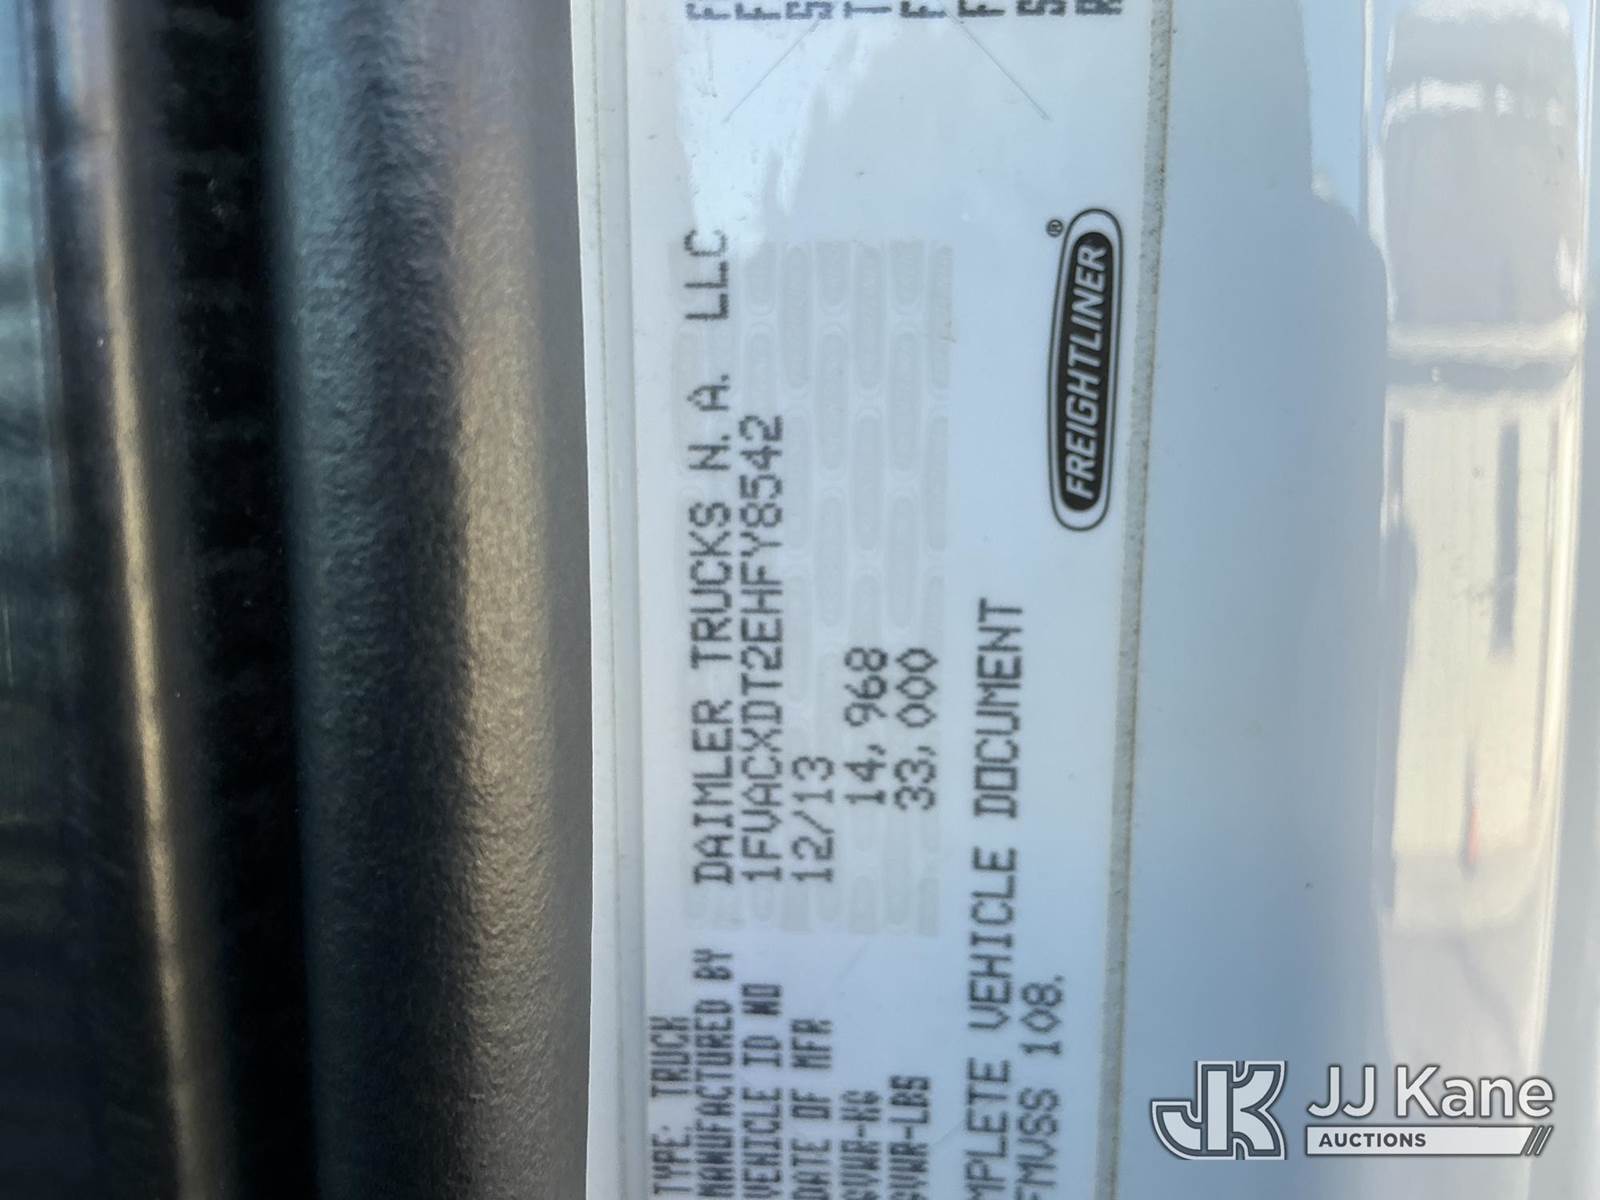 TYPE: TRUCK
MANUFACTURED BY DAIMLER TRUCKS N.A. LLC
VEHICLE ID NO 1FVACXDT2EHFY8542
DATE OF MFR 12/13
GVWR-KG 14,968
GVWR-LBS 33,000
MPLETE VEHICLE DOCUMENT
FMVSS 108.
FREIGHTLINER®
JK JJ Kane
AUCTIONS